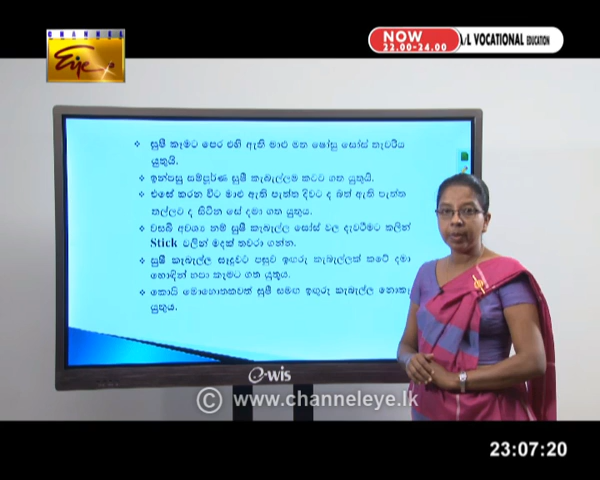 CHANNEL
Eye
NOW
22.00-24.00
A/L VOCATIONAL EDUCATION
❖ සුෂී කෑමට පෙර එහි ඇති මාළු මත ෂෝසු සෝස් තැවරිය
යුතුයි.
❖ ඉන්පසු සම්පූර්ණ සුෂී කැබැල්ලම කටට ගත යුතුයි.
❖ එසේ කරන විට මාළු ඇති පැත්ත දිවට ද බත් ඇති පැත්ත
තල්ලට ද සිටින සේ දමා ගත යුතුය.
❖ වසබි අවශ්‍ය නම් සුෂී කැබැල්ල සෝස් වල දැවටීමට කලින්
Stick වලින් මදක් තවරා ගන්න.
❖ සුෂී කැබැල්ල සෑදුවට පසුව ඉඟුරු කැබැල්ලක් කටේ දමා
හොඳින් හපා කෑමට ගත යුතුය.
❖ කොයි මොහොතකවත් සුෂී සමඟ ඉඟුරු කැබැල්ල නොකෑ
යුතුය.
e-wis
© www.channeleye.lk
23:07:20